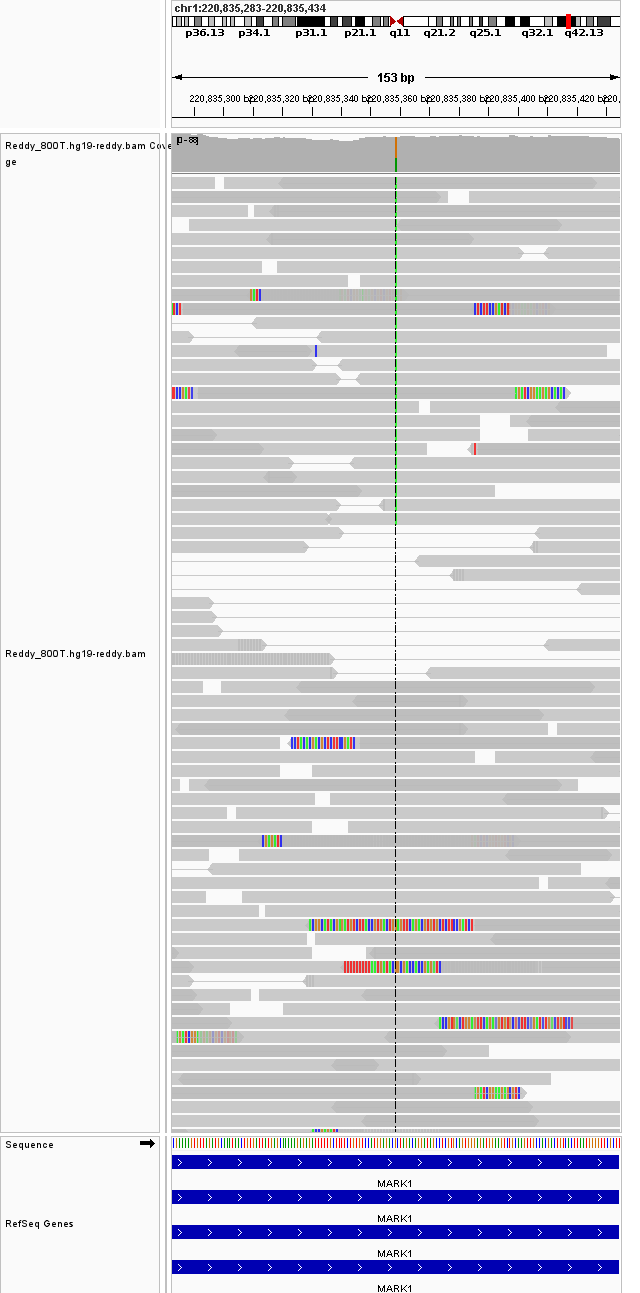 chr1:220,835,283-220,835,434
p36.13 p34.1 p31.1 p21.1 q11 q21.2 q25.1 q32.1 q42.13
153 bp
220,835,300 bp 220,835,320 bp 220,835,340 bp 220,835,360 bp 220,835,380 bp 220,835,400 bp 220,835,420 bp 220,
Reddy_800T.hg19-reddy.bam Cove
ge
Reddy_800T.hg19-reddy.bam
Sequence
MARK1
MARK1
RefSeq Genes
MARK1
MARK1